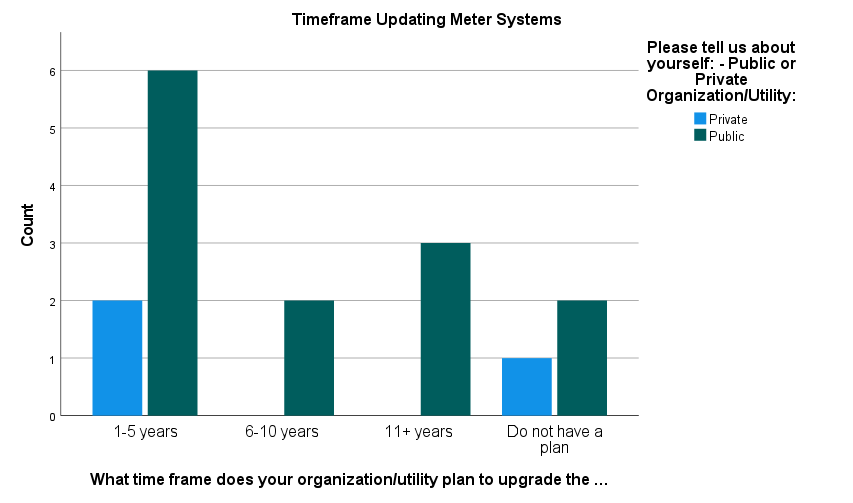 Timeframe Updating Meter Systems
Please tell us about
yourself: - Public or
Private
Organization/Utility:
Private
Public
Count
6
5
4
3
2
1
0
1-5 years
6-10 years
11+ years
Do not have a
plan
What time frame does your organization/utility plan to upgrade the ...